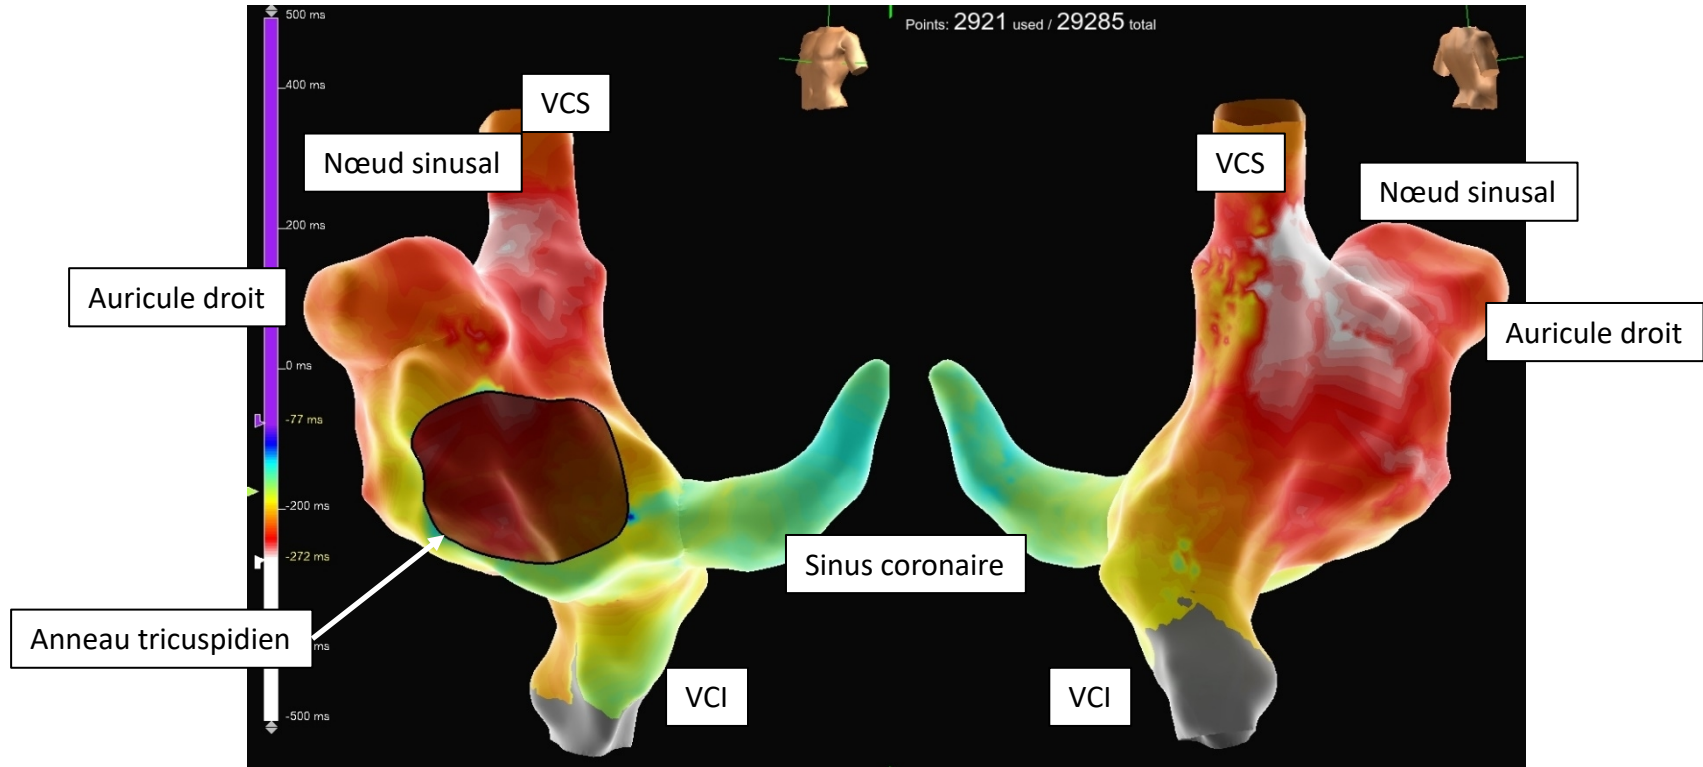 500 ms
Points: 2921 used / 29285 total
400 ms
VCS
Nœud sinusal
VCS
Nœud sinusal
200 ms
Auricule droit
Auricule droit
0 ms
-77 ms
-200 ms
-272 ms
Sinus coronaire
Anneau tricuspidien
ms
VCI
VCI
-500 ms